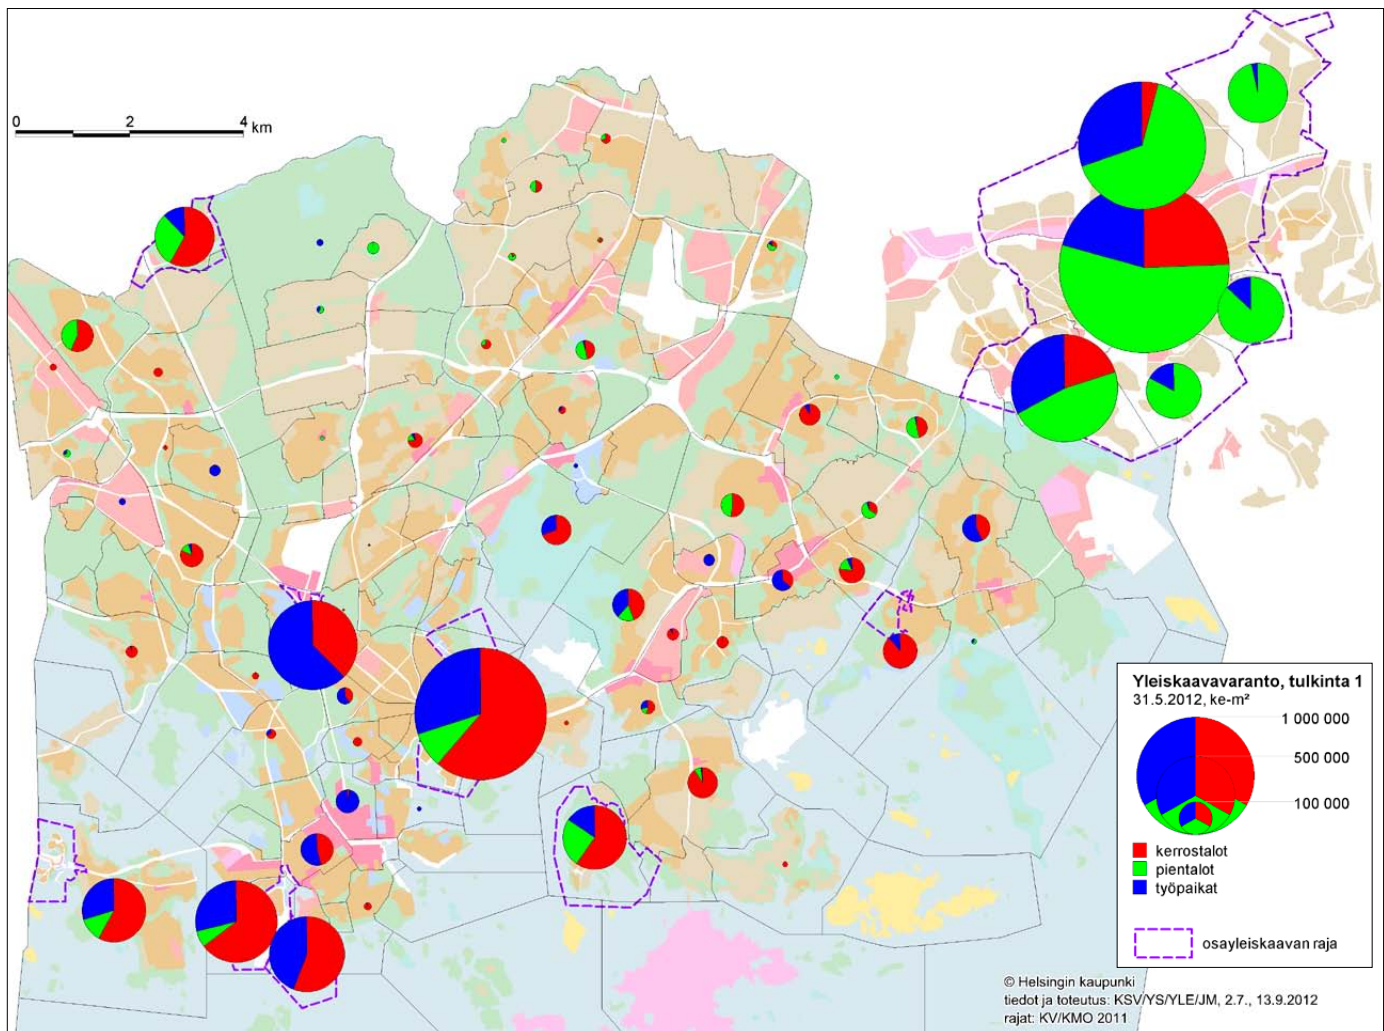 0 2 4 km
Yleiskaavavaranto, tulkinta 1
31.5.2012, ke-m²
1 000 000
500 000
100 000
kerrostalot
pientalot
työpaikat
osayleiskaavan raja
© Helsingin kaupunki
tiedot ja toteutus: KSV/YS/YLE/JM, 2.7., 13.9.2012
rajat: KV/KMO 2011